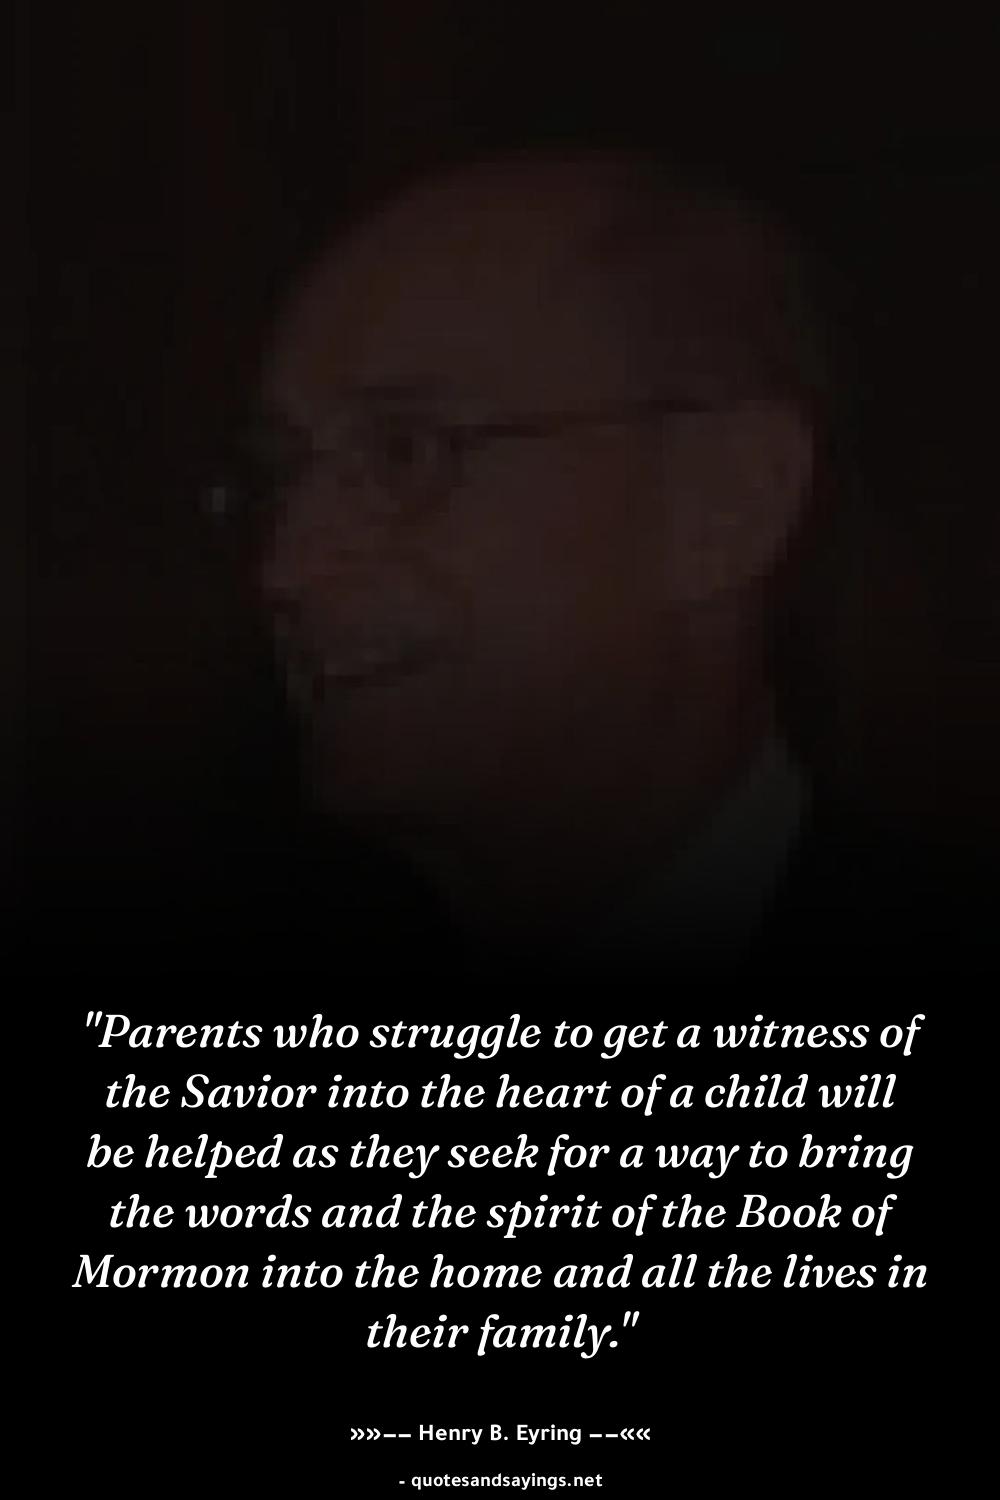 "Parents who struggle to get a witness of
the Savior into the heart of a child will
be helped as they seek for a way to bring
the words and the spirit of the Book of
Mormon into the home and all the lives in
their family."
»»−− Henry B. Eyring −−««
- quotesandsayings.net